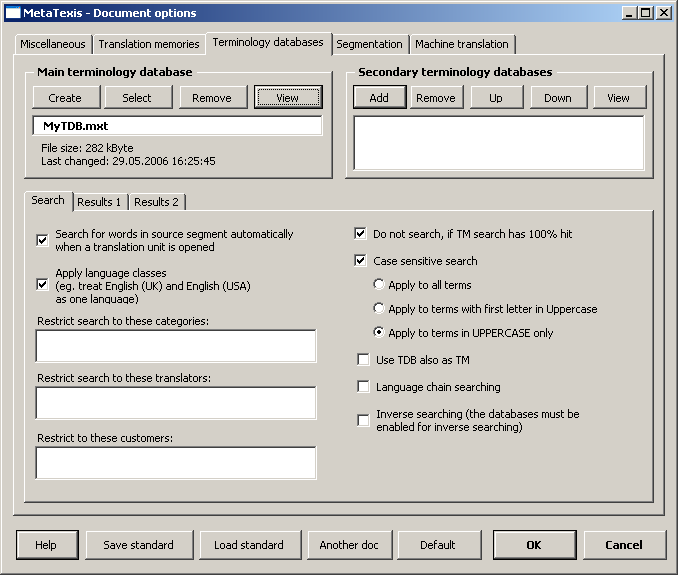 MetaTexis - Document options
Miscellaneous Translation memories Terminology databases Segmentation Machine translation
Main terminology database
Create Select Remove View
MyTDB.mxt
File size: 282 kByte
Last changed: 29.05.2006 16:25:45
Secondary terminology databases
Add Remove Up Down View
Search Results 1 Results 2
Search for words in source segment automatically
when a translation unit is opened
Apply language classes
(eg. treat English (UK) and English (USA)
as one language)
Restrict search to these categories:
Restrict search to these translators:
Restrict to these customers:
Do not search, if TM search has 100% hit
Case sensitive search
Apply to all terms
Apply to terms with first letter in Uppercase
Apply to terms in UPPERCASE only
Use TDB also as TM
Language chain searching
Inverse searching (the databases must be
enabled for inverse searching)
Help Save standard Load standard Another doc Default OK Cancel